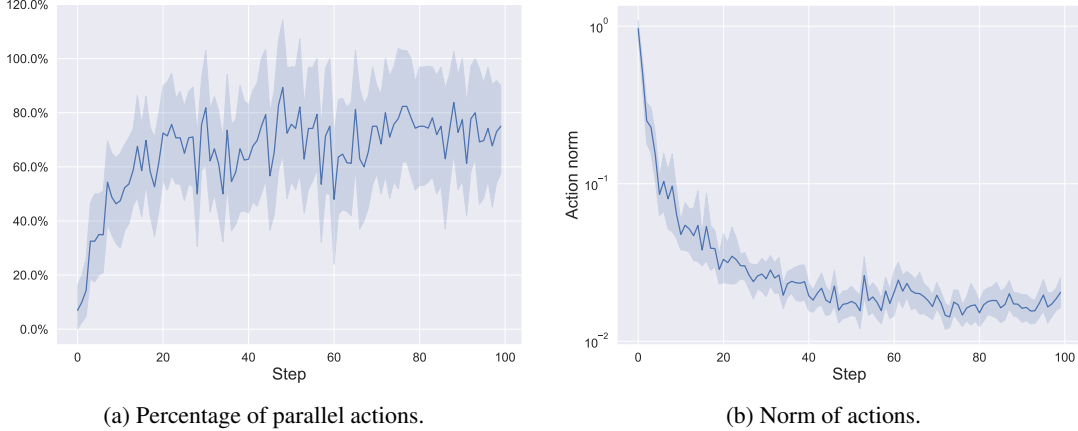 120.0%
100.0%
80.0%
60.0%
40.0%
20.0%
0.0%
0 20 40 60 80 100
Step
(a) Percentage of parallel actions.
10⁰
10⁻¹
10⁻²
Action norm
0 20 40 60 80 100
Step
(b) Norm of actions.